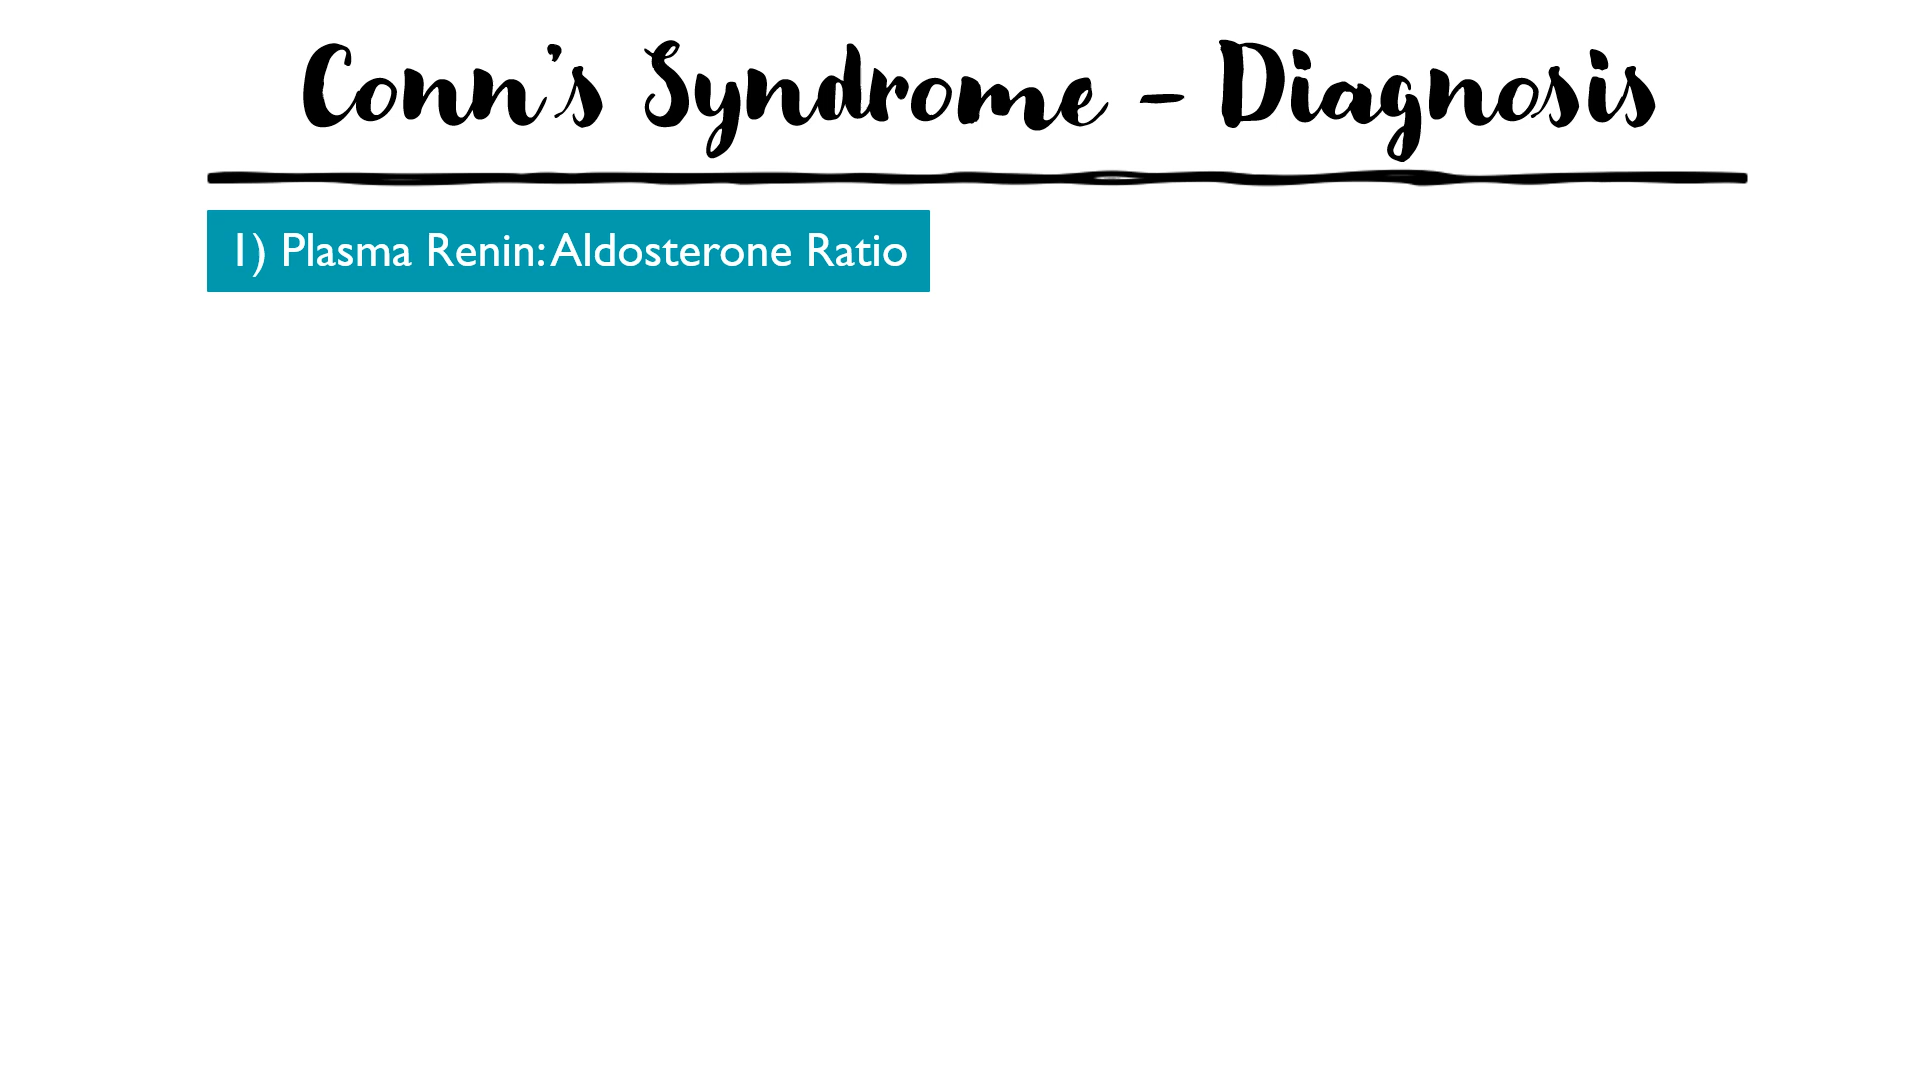 Conn's Syndrome - Diagnosis
1) Plasma Renin: Aldosterone Ratio